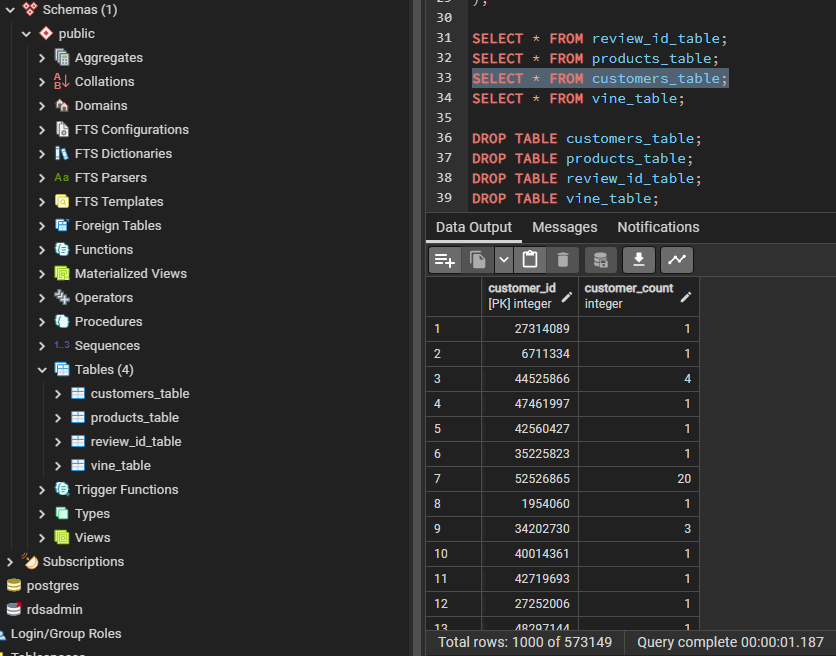 Schemas (1)
public
Aggregates
Collations
Domains
FTS Configurations
FTS Dictionaries
Aa FTS Parsers
FTS Templates
Foreign Tables
Functions
Materialized Views
Operators
Procedures
1..3 Sequences
Tables (4)
customers_table
products_table
review_id_table
vine_table
Trigger Functions
Types
Views
Subscriptions
postgres
rdsadmin
Login/Group Roles
Tablespaces
29 );
30
31 SELECT * FROM review_id_table;
32 SELECT * FROM products_table;
33 SELECT * FROM customers_table;
34 SELECT * FROM vine_table;
35
36 DROP TABLE customers_table;
37 DROP TABLE products_table;
38 DROP TABLE review_id_table;
39 DROP TABLE vine_table;
Data Output Messages Notifications
customer_id customer_count
[PK] integer integer
1 27314089 1
2 6711334 1
3 44525866 4
4 47461997 1
5 42560427 1
6 35225823 1
7 52526865 20
8 1954060 1
9 34202730 3
10 40014361 1
11 42719693 1
12 27252006 1
13 48297144 1
Total rows: 1000 of 573149 Query complete 00:00:01.187